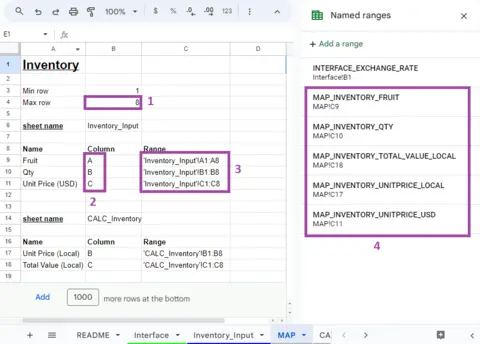 100%
$ % .0 .00 123
E1 fx
A B C D
1 Inventory
2
3 Min row 1
4 Max row 8 1
5
6 sheet name Inventory_Input
7
8 Name Column Range
9 Fruit A 'Inventory_Input'!A1:A8
10 Qty B 'Inventory_Input'!B1:B8 3
11 Unit Price (USD) C 'Inventory_Input'!C1:C8
12
2
13
14 sheet name CALC_Inventory
15
16 Name Column Range
17 Unit Price (Local) B 'CALC_Inventory'!B1:B8
18 Total Value (Local) C 'CALC_Inventory'!C1:C8
19
Add 1000 more rows at the bottom
README Interface Inventory_Input MAP CA
Named ranges
+ Add a range
INTERFACE_EXCHANGE_RATE
Interface!B1
MAP_INVENTORY_FRUIT
MAP!C9
MAP_INVENTORY_QTY
MAP!C10
MAP_INVENTORY_TOTAL_VALUE_LOCAL
MAP!C18
MAP_INVENTORY_UNITPRICE_LOCAL
MAP!C17
MAP_INVENTORY_UNITPRICE_USD
MAP!C11
4